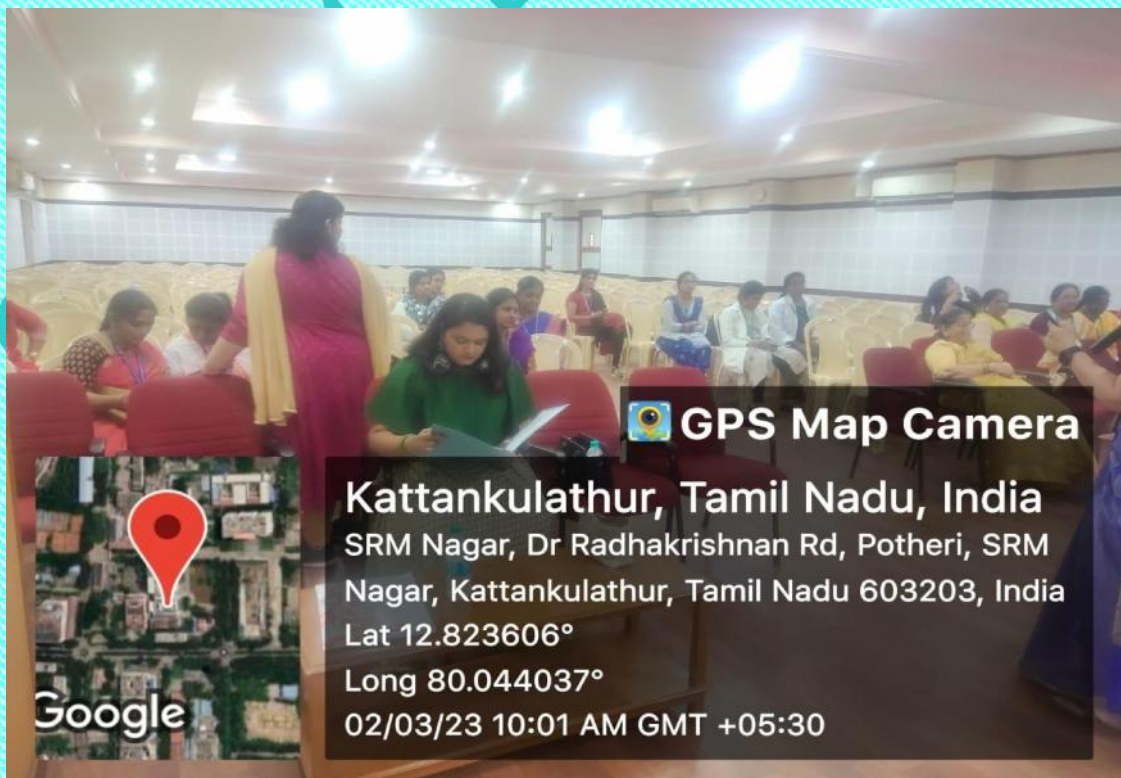 GPS Map Camera
Kattankulathur, Tamil Nadu, India
SRM Nagar, Dr Radhakrishnan Rd, Potheri, SRM
Nagar, Kattankulathur, Tamil Nadu 603203, India
Lat 12.823606°
Long 80.044037°
02/03/23 10:01 AM GMT +05:30
Google